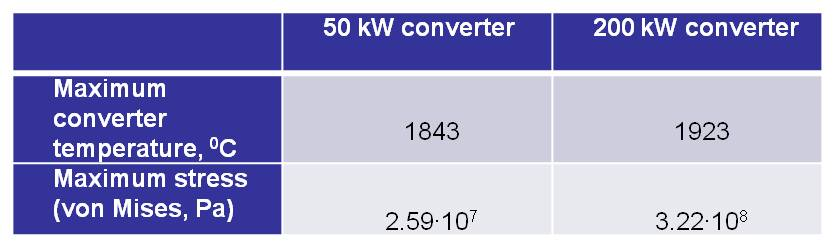 50 kW converter 200 kW converter
Maximum
converter
temperature, ⁰C 1843 1923
Maximum stress
(von Mises, Pa) 2.59·10⁷ 3.22·10⁸